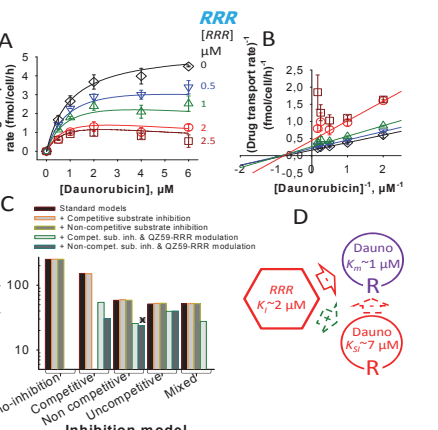 RRR
[RRR]
µM
A
5
4
3
2
1
0
rate (fmol/cell/h)
0 1 2 3 4 5 6
[Daunorubicin], µM
0
0.5
1
2
2.5
B
(Drug transport rate)-1
(fmol/cell/h)-1
2,5
2,0
1,5
1,0
0,5
-0,5
-2 -1 0 1 2
[Daunorubicin]-1, µM-1
C
Standard models
+ Competitive substrate inhibition
+ Non-competitive substrate inhibition
+ Compet. sub. inh. & QZ59-RRR modulation
+ Non-compet. sub. inh. & QZ59-RRR modulation
100
10
x
o-inhibition
Competitive
Non competitive
Uncompetitive
Mixed
Inhibition model
D
RRR
Ki~2 µM
Dauno
Km~1 µM
R
Dauno
KSI~7 µM
R